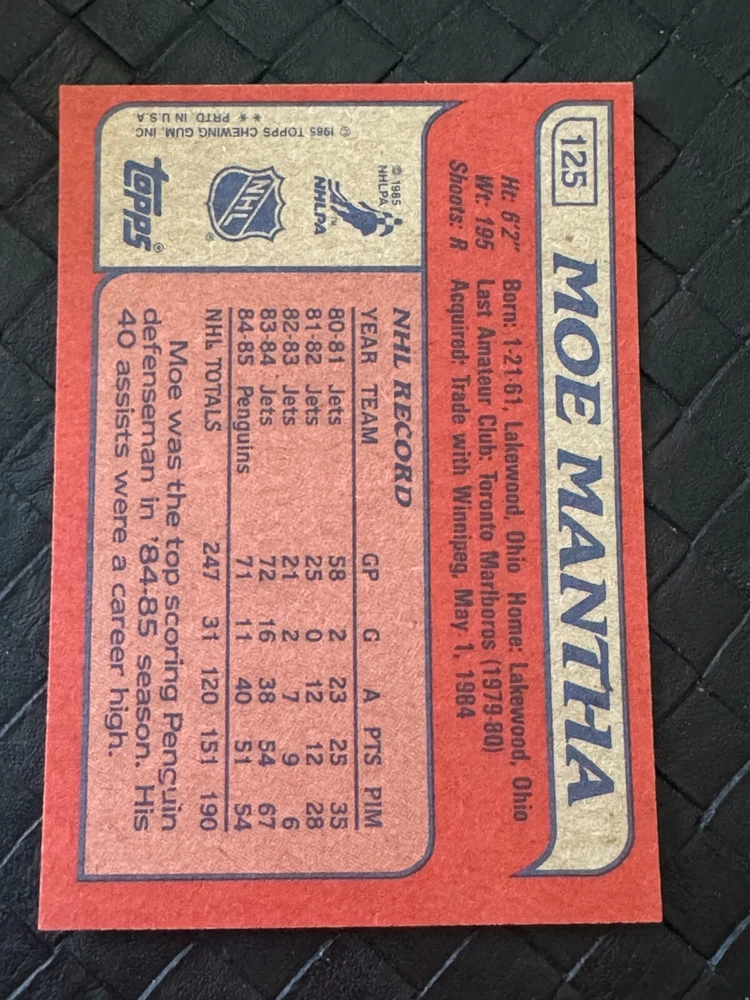 125
MOE MANTHA
Ht: 6'2" Born: 1-21-61, Lakewood, Ohio Home: Lakewood, Ohio
Wt: 195 Last Amateur Club: Toronto Marlboros (1979-80)
Shoots: R Acquired: Trade with Winnipeg, May 1, 1984
© 1985
NHLPA
NHLPA
TM
NHL
®
topps®
© 1985 TOPPS CHEWING GUM, INC.
** PRTD. IN U.S.A.
NHL RECORD
YEAR TEAM GP G A PTS PIM
80-81 Jets 58 2 23 25 35
81-82 Jets 25 0 12 12 28
82-83 Jets 21 2 7 9 6
83-84 Jets 72 16 38 54 67
84-85 Penguins 71 11 40 51 54
NHL TOTALS 247 31 120 151 190
Moe was the top scoring Penguin
defenseman in '84-85 season. His
40 assists were a career high.